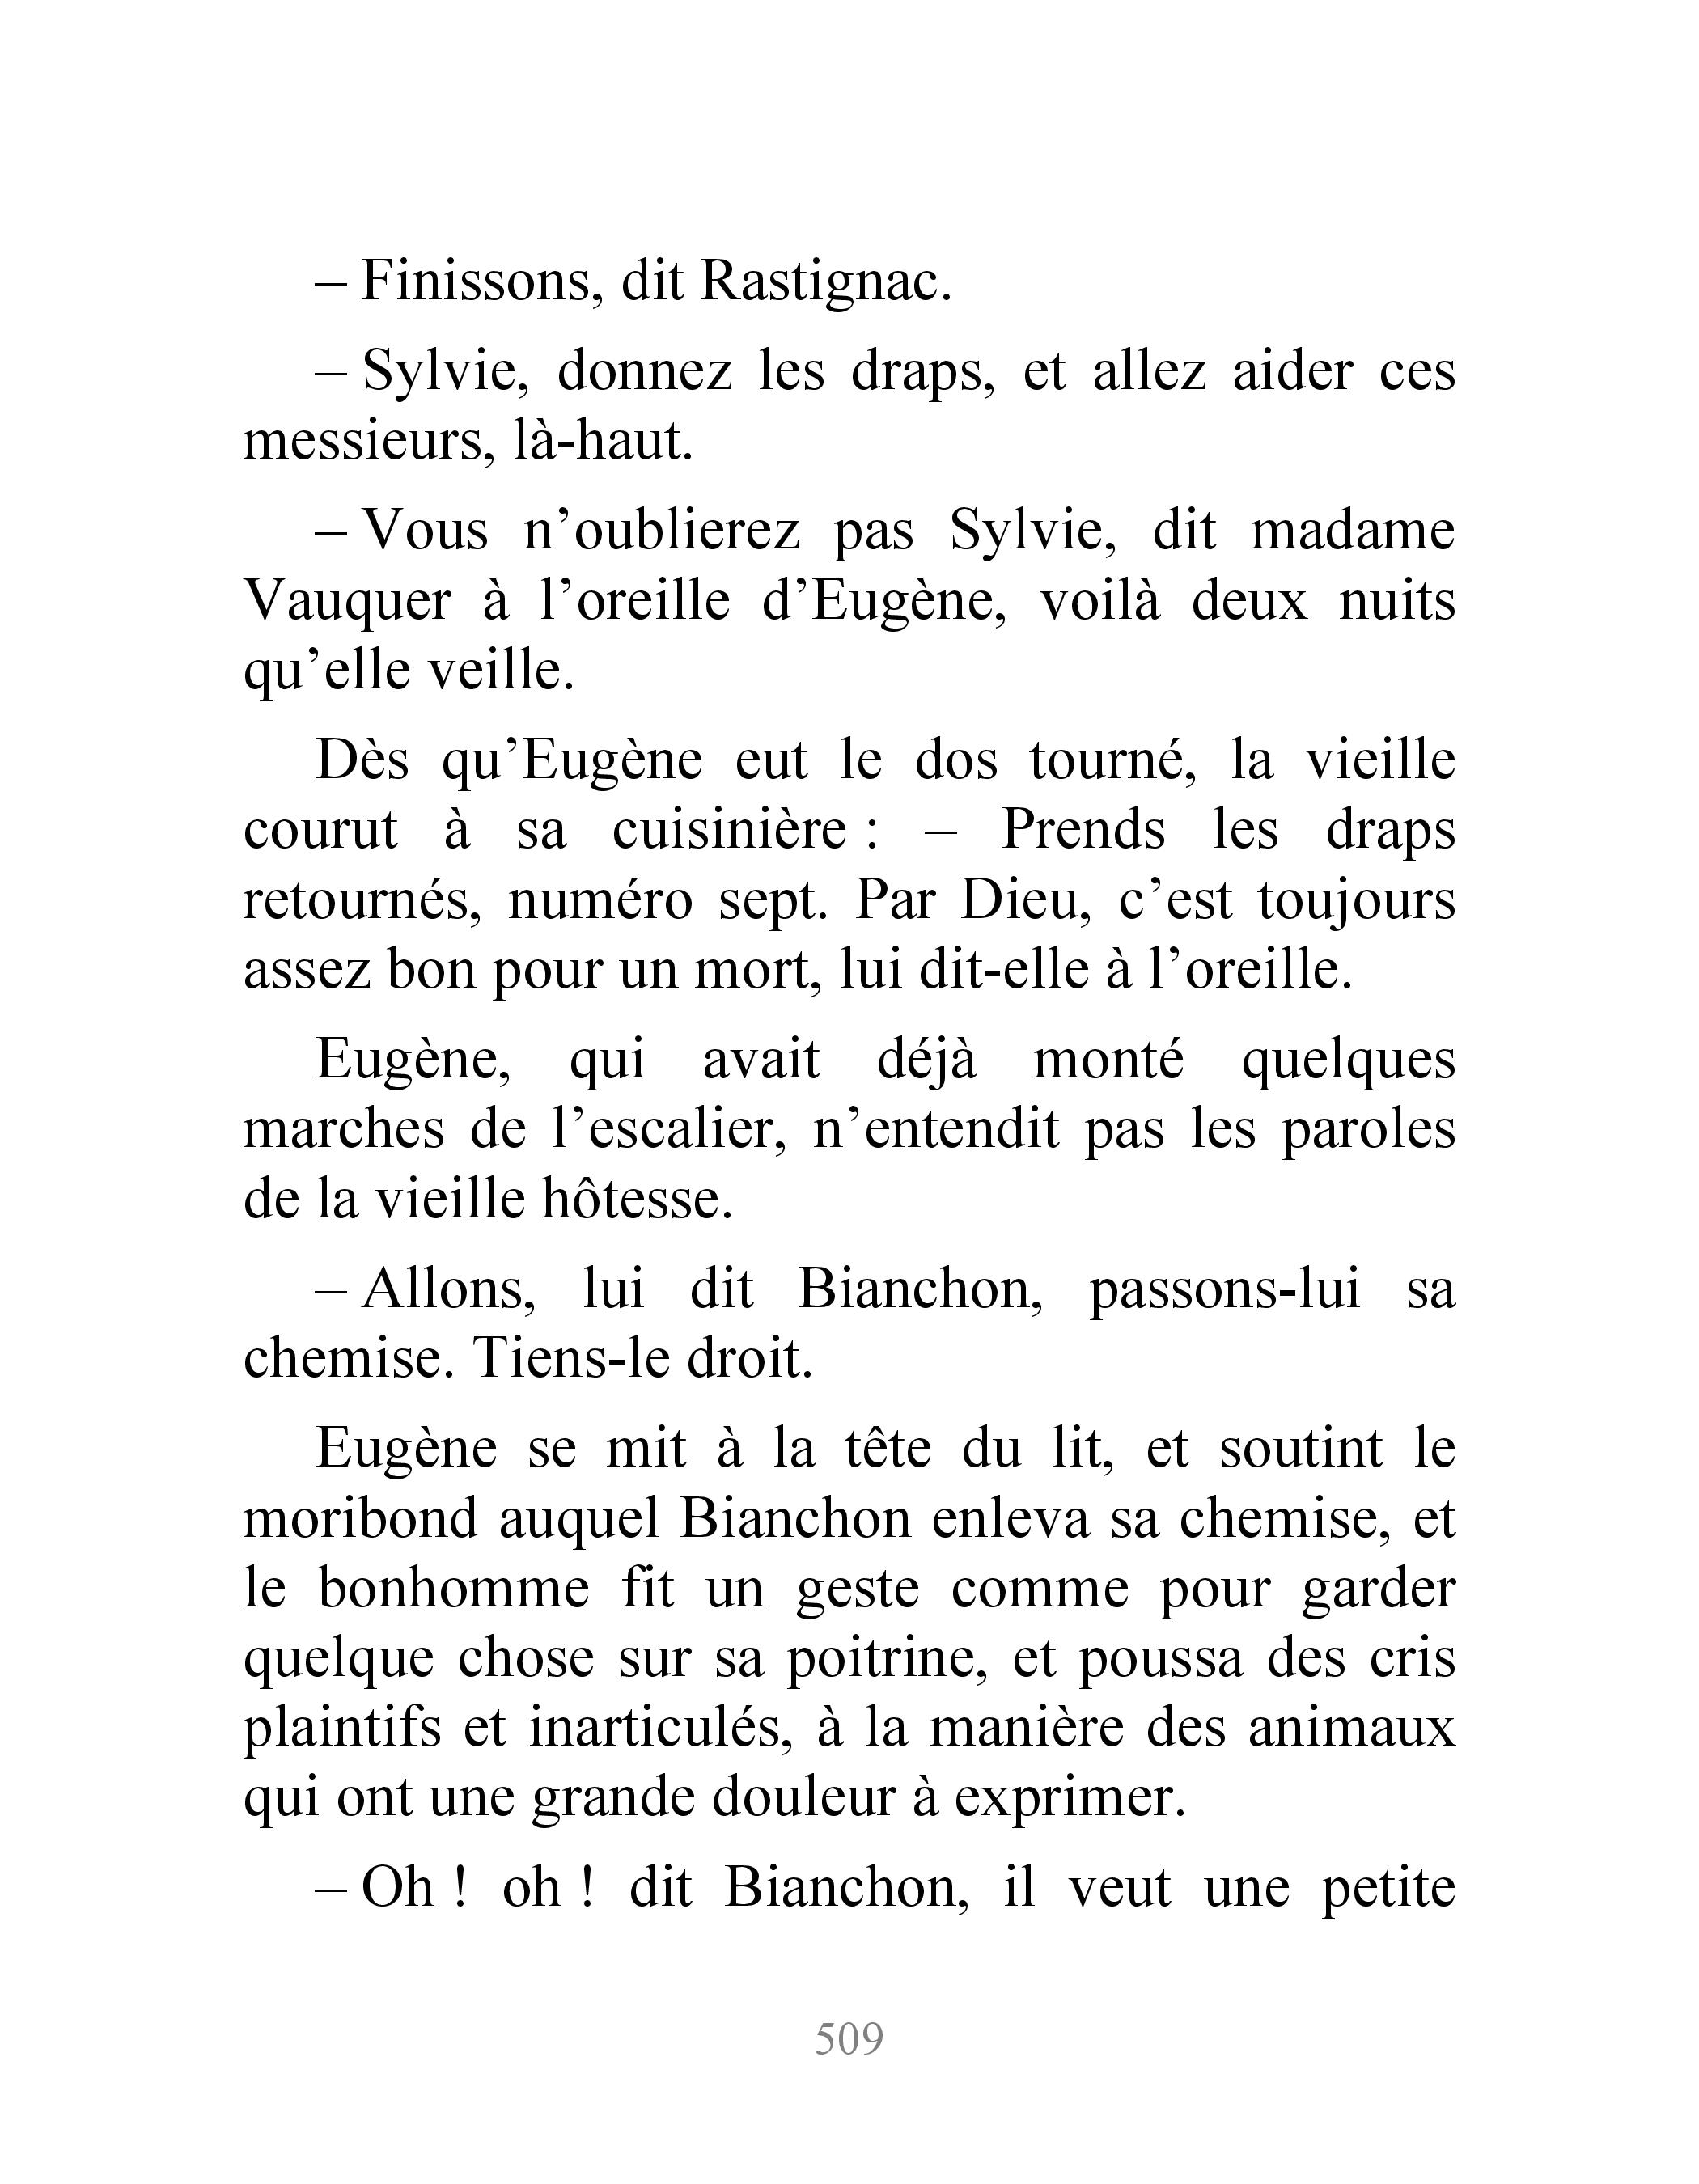 – Finissons, dit Rastignac.
– Sylvie, donnez les draps, et allez aider ces
messieurs, là-haut.
– Vous n’oublierez pas Sylvie, dit madame
Vauquer à l’oreille d’Eugène, voilà deux nuits
qu’elle veille.
Dès qu’Eugène eut le dos tourné, la vieille
courut à sa cuisinière : – Prends les draps
retournés, numéro sept. Par Dieu, c’est toujours
assez bon pour un mort, lui dit-elle à l’oreille.
Eugène, qui avait déjà monté quelques
marches de l’escalier, n’entendit pas les paroles
de la vieille hôtesse.
– Allons, lui dit Bianchon, passons-lui sa
chemise. Tiens-le droit.
Eugène se mit à la tête du lit, et soutint le
moribond auquel Bianchon enleva sa chemise, et
le bonhomme fit un geste comme pour garder
quelque chose sur sa poitrine, et poussa des cris
plaintifs et inarticulés, à la manière des animaux
qui ont une grande douleur à exprimer.
– Oh ! oh ! dit Bianchon, il veut une petite
509